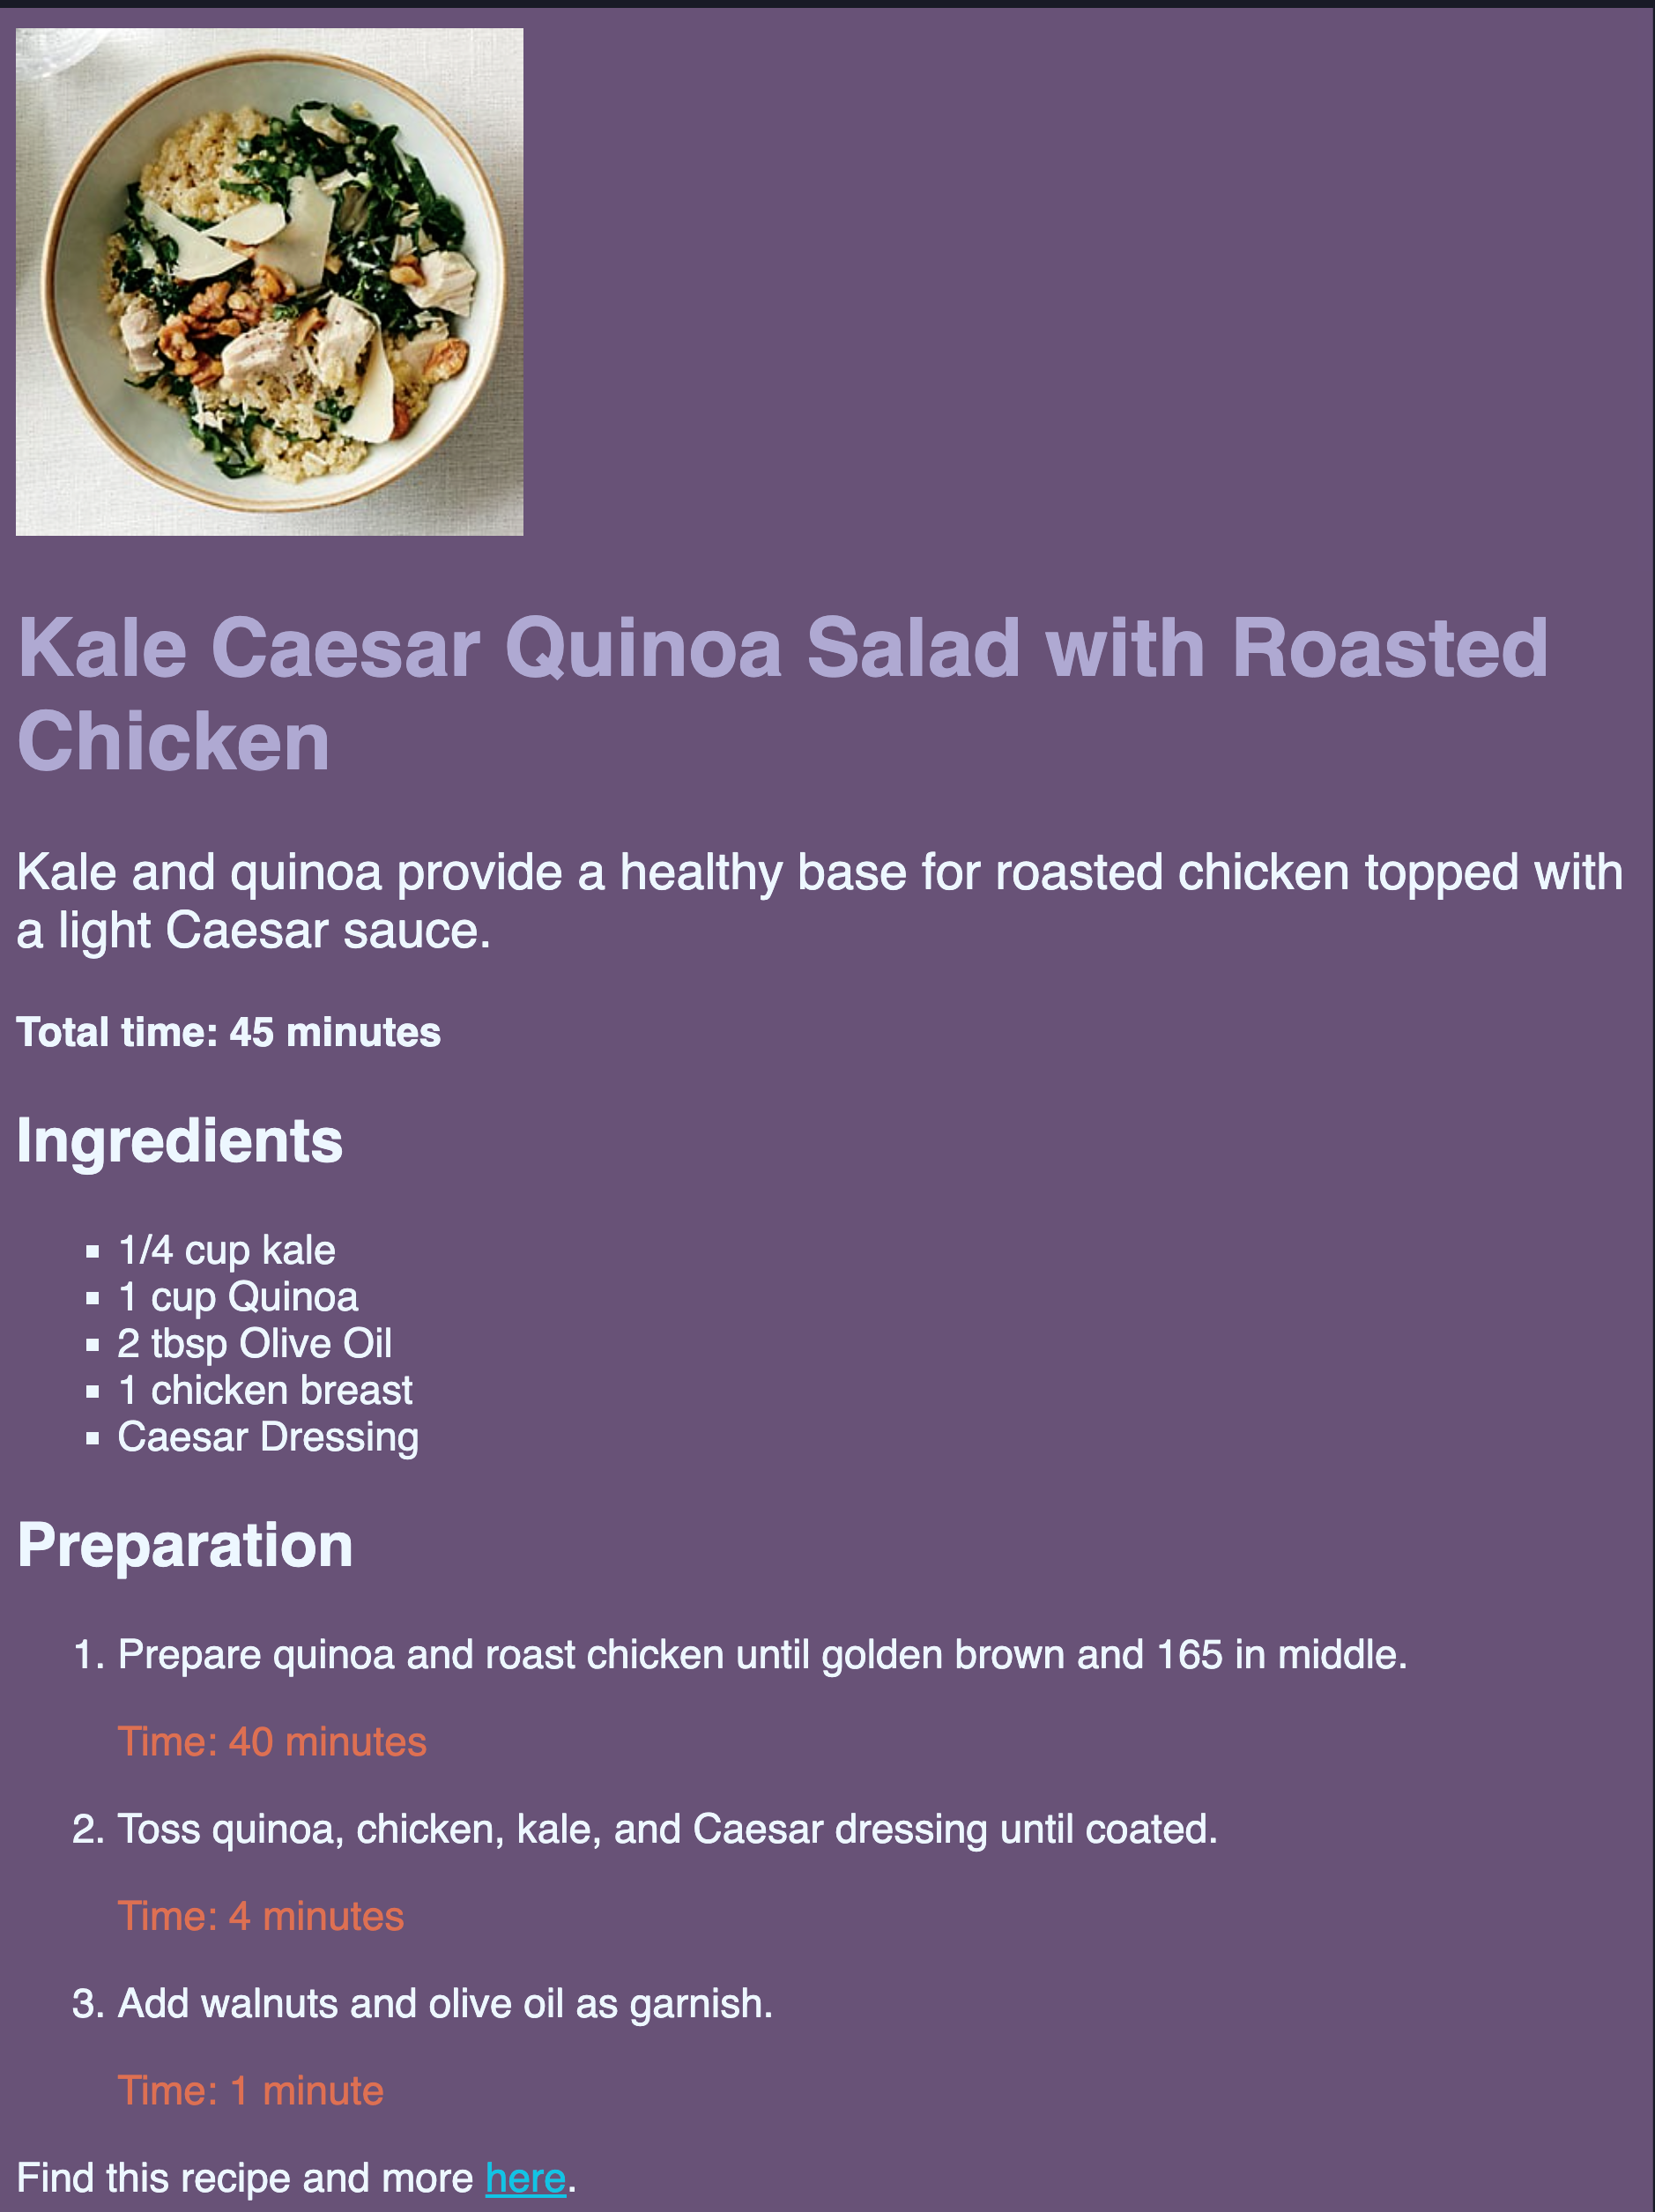 Kale Caesar Quinoa Salad with Roasted
Chicken
Kale and quinoa provide a healthy base for roasted chicken topped with
a light Caesar sauce.
Total time: 45 minutes
Ingredients
▪ 1/4 cup kale
▪ 1 cup Quinoa
▪ 2 tbsp Olive Oil
▪ 1 chicken breast
▪ Caesar Dressing
Preparation
1. Prepare quinoa and roast chicken until golden brown and 165 in middle.
Time: 40 minutes
2. Toss quinoa, chicken, kale, and Caesar dressing until coated.
Time: 4 minutes
3. Add walnuts and olive oil as garnish.
Time: 1 minute
Find this recipe and more here.